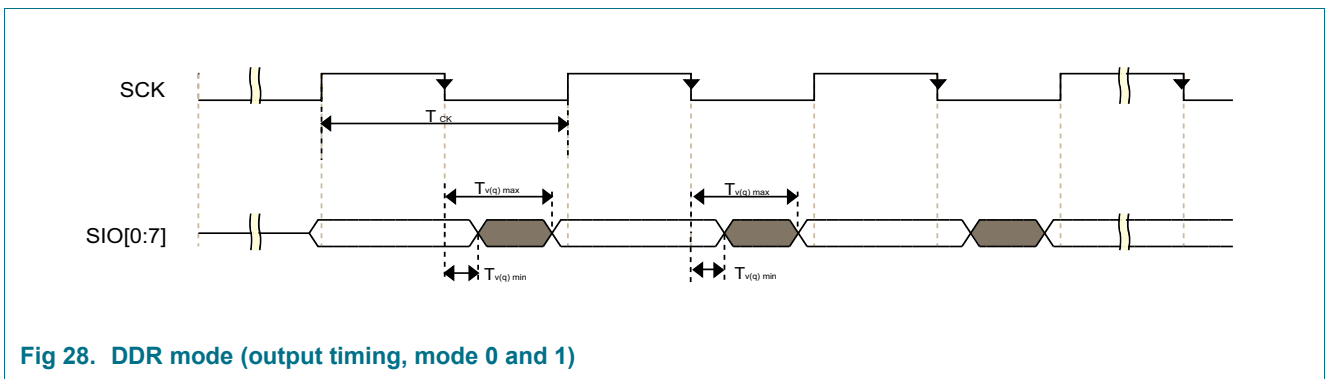 SCK
T CK
T v(q) max
T v(q) max
SIO[0:7]
T v(q) min
T v(q) min
Fig 28. DDR mode (output timing, mode 0 and 1)